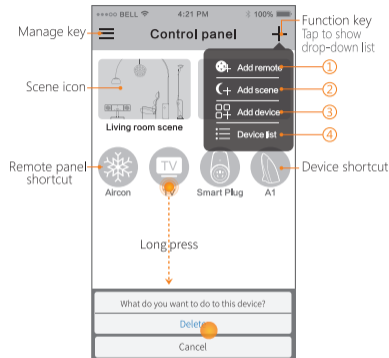 BELL 4:21 PM 100%
Manage key
Control panel
Function key
Tap to show
drop-down list
Add remote ①
Add scene ②
Add device ③
Device list ④
Scene icon
Living room scene
Remote panel
shortcut
TV
Aircon
TV
Smart Plug
A1
Device shortcut
Long press
What do you want to do to this device?
Delete
Cancel